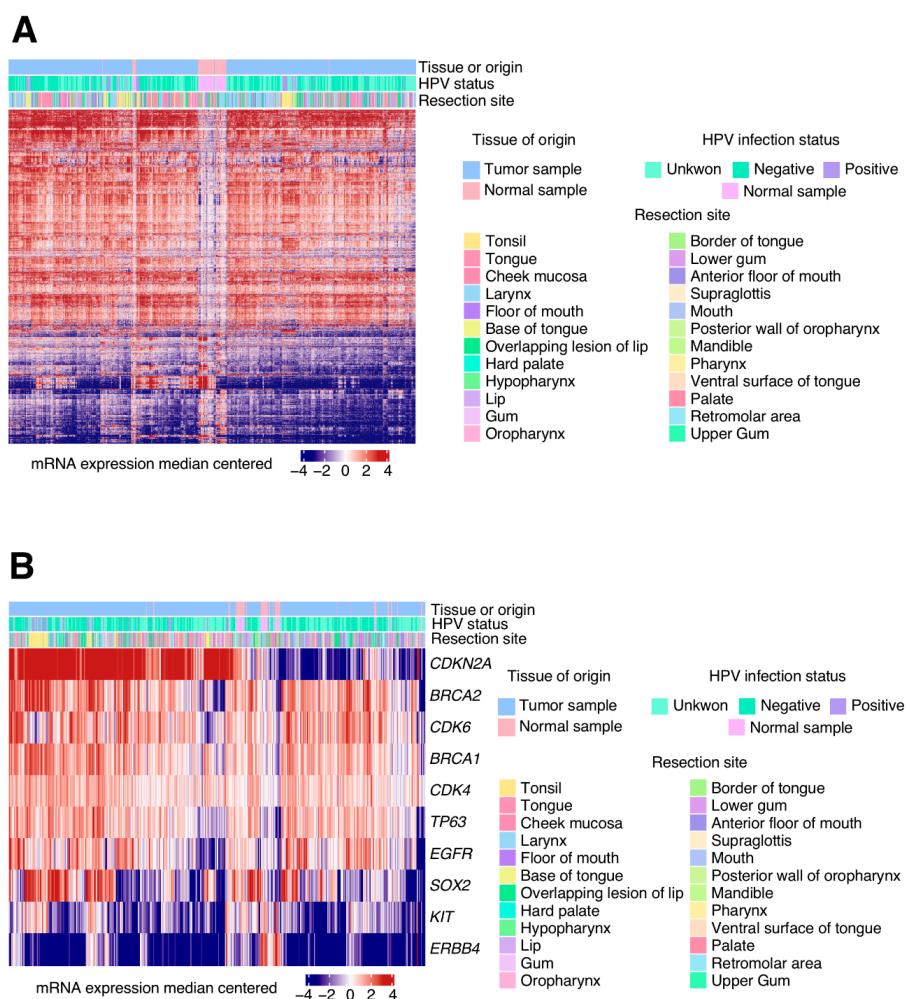 A
Tissue or origin
HPV status
Resection site
Tissue of origin
HPV infection status
Tumor sample
Normal sample
Unkwon Negative Positive
Normal sample
Resection site
Tonsil
Tongue
Cheek mucosa
Larynx
Floor of mouth
Base of tongue
Overlapping lesion of lip
Hard palate
Hypopharynx
Lip
Gum
Oropharynx
Border of tongue
Lower gum
Anterior floor of mouth
Supraglottis
Mouth
Posterior wall of oropharynx
Mandible
Pharynx
Ventral surface of tongue
Palate
Retromolar area
Upper Gum
mRNA expression median centered
−4 −2 0 2 4
B
Tissue or origin
HPV status
Resection site
CDKN2A
BRCA2
CDK6
BRCA1
CDK4
TP63
EGFR
SOX2
KIT
ERBB4
Tissue of origin
HPV infection status
Tumor sample
Normal sample
Unkwon Negative Positive
Normal sample
Resection site
Tonsil
Tongue
Cheek mucosa
Larynx
Floor of mouth
Base of tongue
Overlapping lesion of lip
Hard palate
Hypopharynx
Lip
Gum
Oropharynx
Border of tongue
Lower gum
Anterior floor of mouth
Supraglottis
Mouth
Posterior wall of oropharynx
Mandible
Pharynx
Ventral surface of tongue
Palate
Retromolar area
Upper Gum
mRNA expression median centered
−4 −2 0 2 4